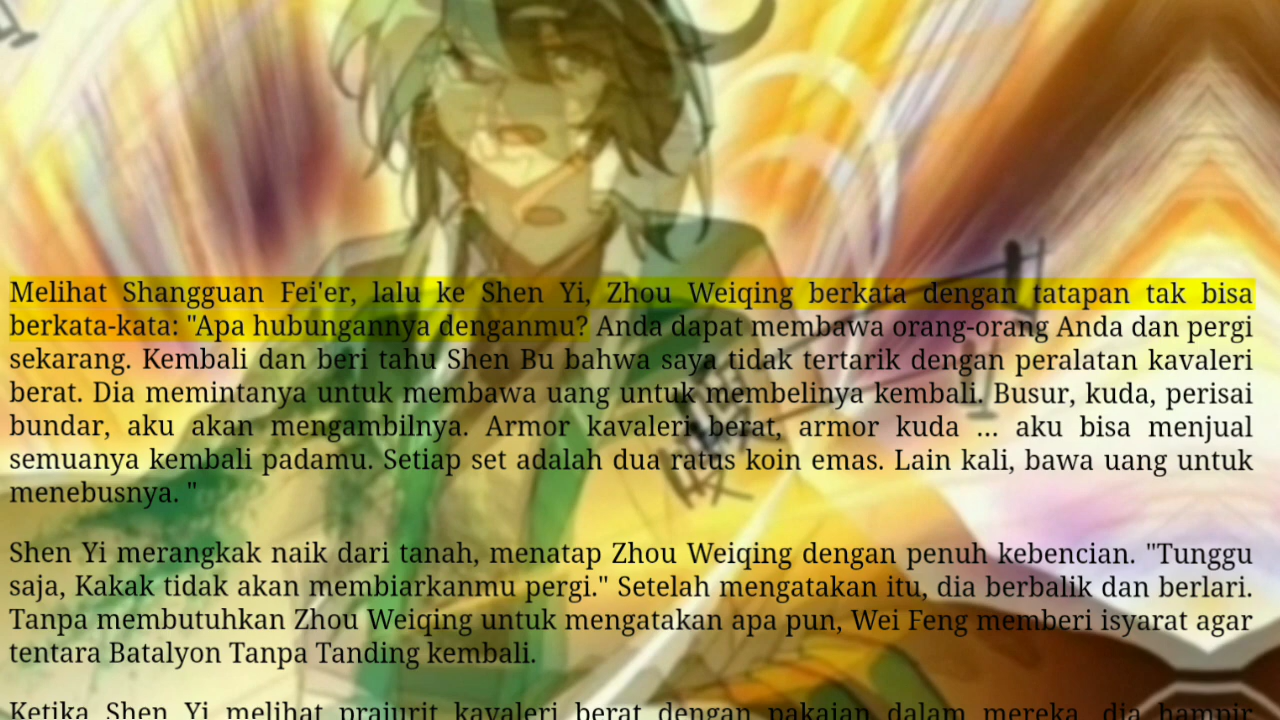 Melihat Shangguan Fei'er, lalu ke Shen Yi, Zhou Weiqing berkata dengan tatapan tak bisa
berkata-kata: "Apa hubungannya denganmu? Anda dapat membawa orang-orang Anda dan pergi
sekarang. Kembali dan beri tahu Shen Bu bahwa saya tidak tertarik dengan peralatan kavaleri
berat. Dia memintanya untuk membawa uang untuk membelinya kembali. Busur, kuda, perisai
bundar, aku akan mengambilnya. Armor kavaleri berat, armor kuda ... aku bisa menjual
semuanya kembali padamu. Setiap set adalah dua ratus koin emas. Lain kali, bawa uang untuk
menebusnya. "
Shen Yi merangkak naik dari tanah, menatap Zhou Weiqing dengan penuh kebencian. "Tunggu
saja, Kakak tidak akan membiarkanmu pergi." Setelah mengatakan itu, dia berbalik dan berlari.
Tanpa membutuhkan Zhou Weiqing untuk mengatakan apa pun, Wei Feng memberi isyarat agar
tentara Batalyon Tanpa Tanding kembali.
Ketika Shen Yi melihat prajurit kavaleri berat dengan pakaian dalam mereka, dia hampir